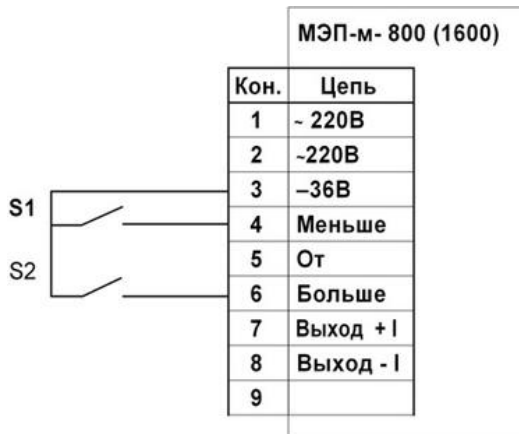 МЭП-м- 800 (1600)
Кон. Цепь
1 ~ 220В
2 ~220В
3 –36В
S1
4 Меньше
5 От
S2
6 Больше
7 Выход + I
8 Выход - I
9